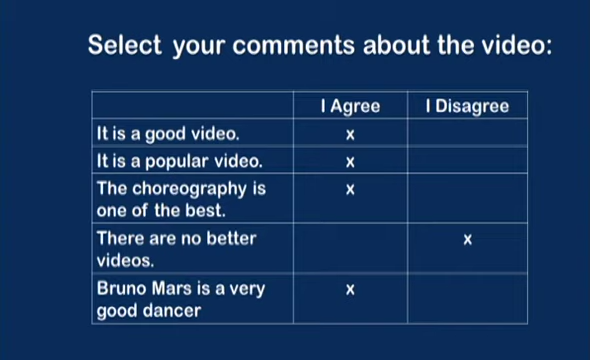 Select your comments about the video:
I Agree I Disagree
It is a good video. x
It is a popular video. x
The choreography is x
one of the best.
There are no better x
videos.
Bruno Mars is a very x
good dancer